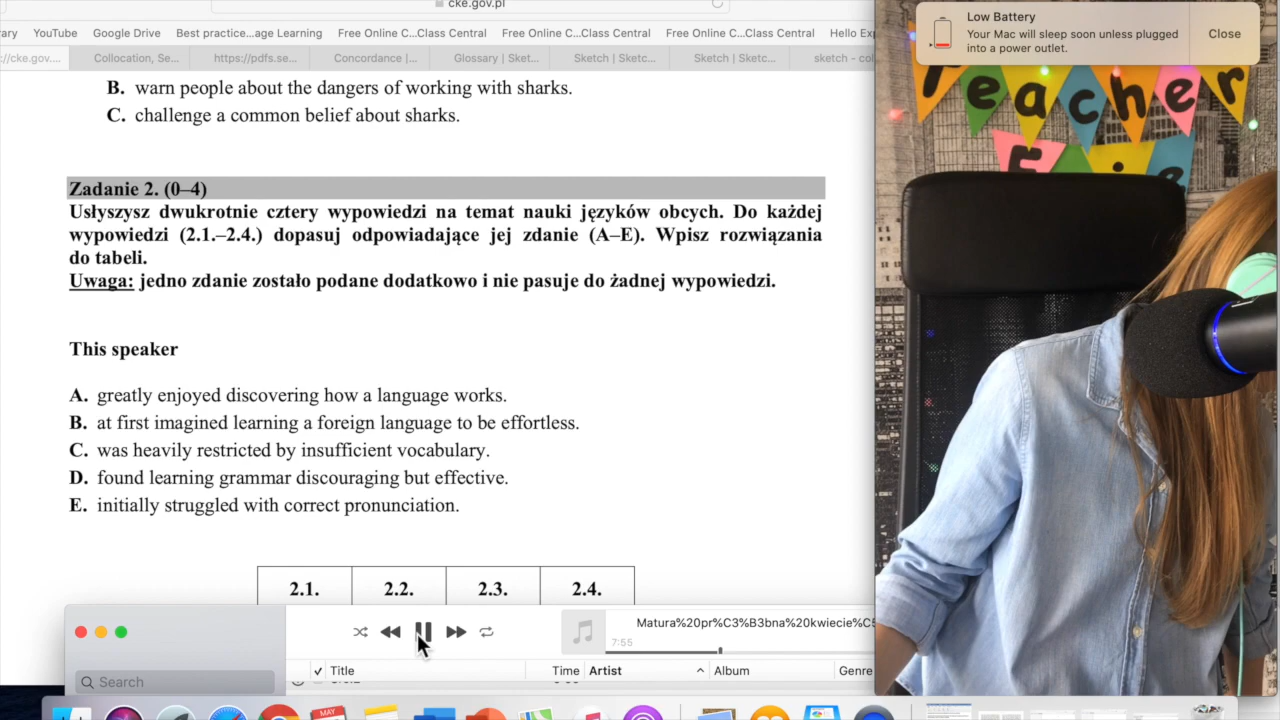 cke.gov.pl
YouTube
Google Drive
Best practice...age Learning
Free Online C...Class Central
Free Online C...Class Central
Free Online C...Class Central
Collocation, Se...
https://pdfs.se...
Concordance |...
Glossary | Sket...
Sketch | Sketc...
Sketch | Sketc...
B. warn people about the dangers of working with sharks.
C. challenge a common belief about sharks.
Zadanie 2. (0–4)
Usłyszysz dwukrotnie cztery wypowiedzi na temat nauki języków obcych. Do każdej
wypowiedzi (2.1.–2.4.) dopasuj odpowiadające jej zdanie (A–E). Wpisz rozwiązania
do tabeli.
Uwaga: jedno zdanie zostało podane dodatkowo i nie pasuje do żadnej wypowiedzi.
This speaker
A. greatly enjoyed discovering how a language works.
B. at first imagined learning a foreign language to be effortless.
C. was heavily restricted by insufficient vocabulary.
D. found learning grammar discouraging but effective.
E. initially struggled with correct pronunciation.
2.1. 2.2. 2.3. 2.4.
Matura%20pr%C3%B3bna%20kwiecie%C5
7:55
Title Time Artist Album Genre
Search
MAY
Low Battery
Your Mac will sleep soon unless plugged
into a power outlet.
Close
Teacher